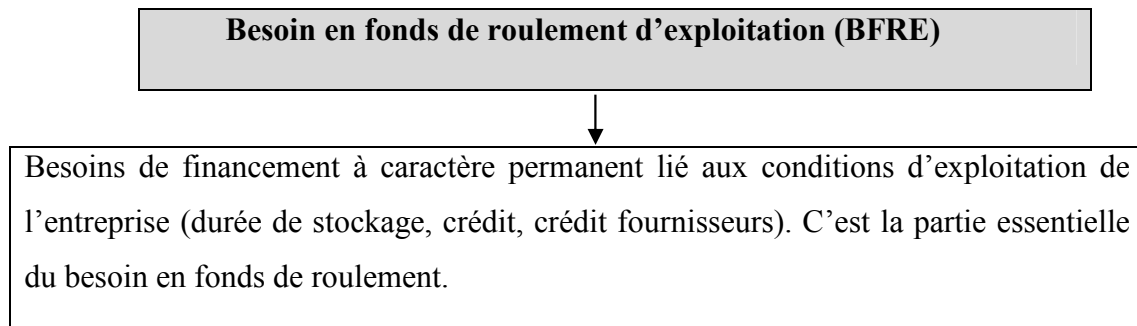 Besoin en fonds de roulement d’exploitation (BFRE)
Besoins de financement à caractère permanent lié aux conditions d’exploitation de
l’entreprise (durée de stockage, crédit, crédit fournisseurs). C’est la partie essentielle
du besoin en fonds de roulement.